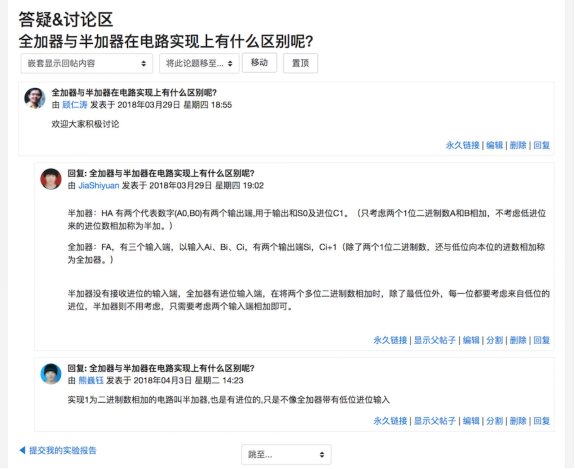 答疑&讨论区
全加器与半加器在电路实现上有什么区别呢?
嵌套显示回帖内容 将此论题移至... 移动 置顶
全加器与半加器在电路实现上有什么区别呢?
由 顾仁涛 发表于 2018年03月29日 星期四 18:55
欢迎大家积极讨论
永久链接 | 编辑 | 删除 | 回复
回复: 全加器与半加器在电路实现上有什么区别呢?
由 JiaShiyuan 发表于 2018年03月29日 星期四 19:02
半加器：HA 有两个代表数字(A0,B0)有两个输出端,用于输出和S0及进位C1。（只考虑两个1位二进制数A和B相加，不考虑低进位
来的进位数相加称为半加。）
全加器：FA，有三个输入端，以输入Ai、Bi、Ci，有两个输出端Si，Ci+1（除了两个1位二进制数，还与低位向本位的进数相加称
为全加器。）
半加器没有接收进位的输入端，全加器有进位输入端，在将两个多位二进制数相加时，除了最低位外，每一位都要考虑来自低位的
进位，半加器则不用考虑，只需要考虑两个输入端相加即可。
永久链接 | 显示父帖子 | 编辑 | 分割 | 删除 | 回复
回复: 全加器与半加器在电路实现上有什么区别呢?
由 熊巍钰 发表于 2018年04月3日 星期二 14:23
实现1为二进制数相加的电路叫半加器,也是有进位的,只是不像全加器带有低位进位输入
永久链接 | 显示父帖子 | 编辑 | 分割 | 删除 | 回复
◀ 提交我的实验报告
跳至...